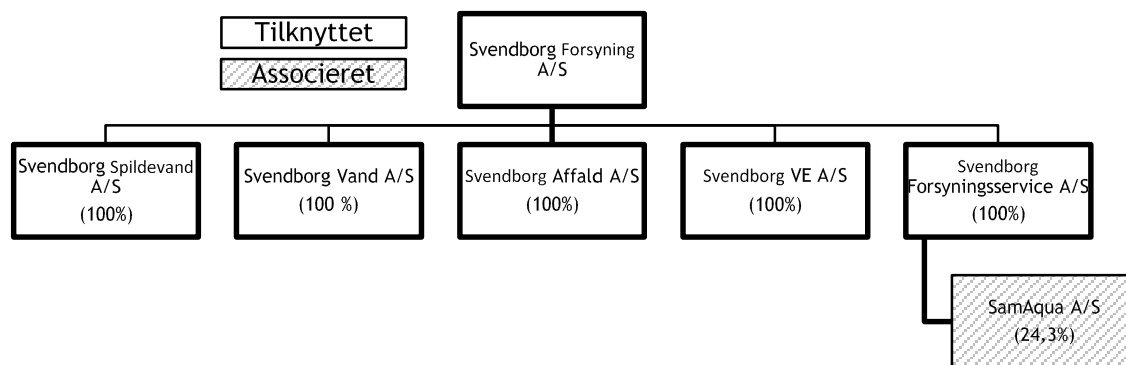 Tilknyttet
Associeret
Svendborg Forsyning
A/S
Svendborg Spildevand
A/S
(100%)
Svendborg Vand A/S
(100 %)
Svendborg Affald A/S
(100%)
Svendborg VE A/S
(100%)
Svendborg
Forsyningsservice A/S
(100%)
SamAqua A/S
(24,3%)